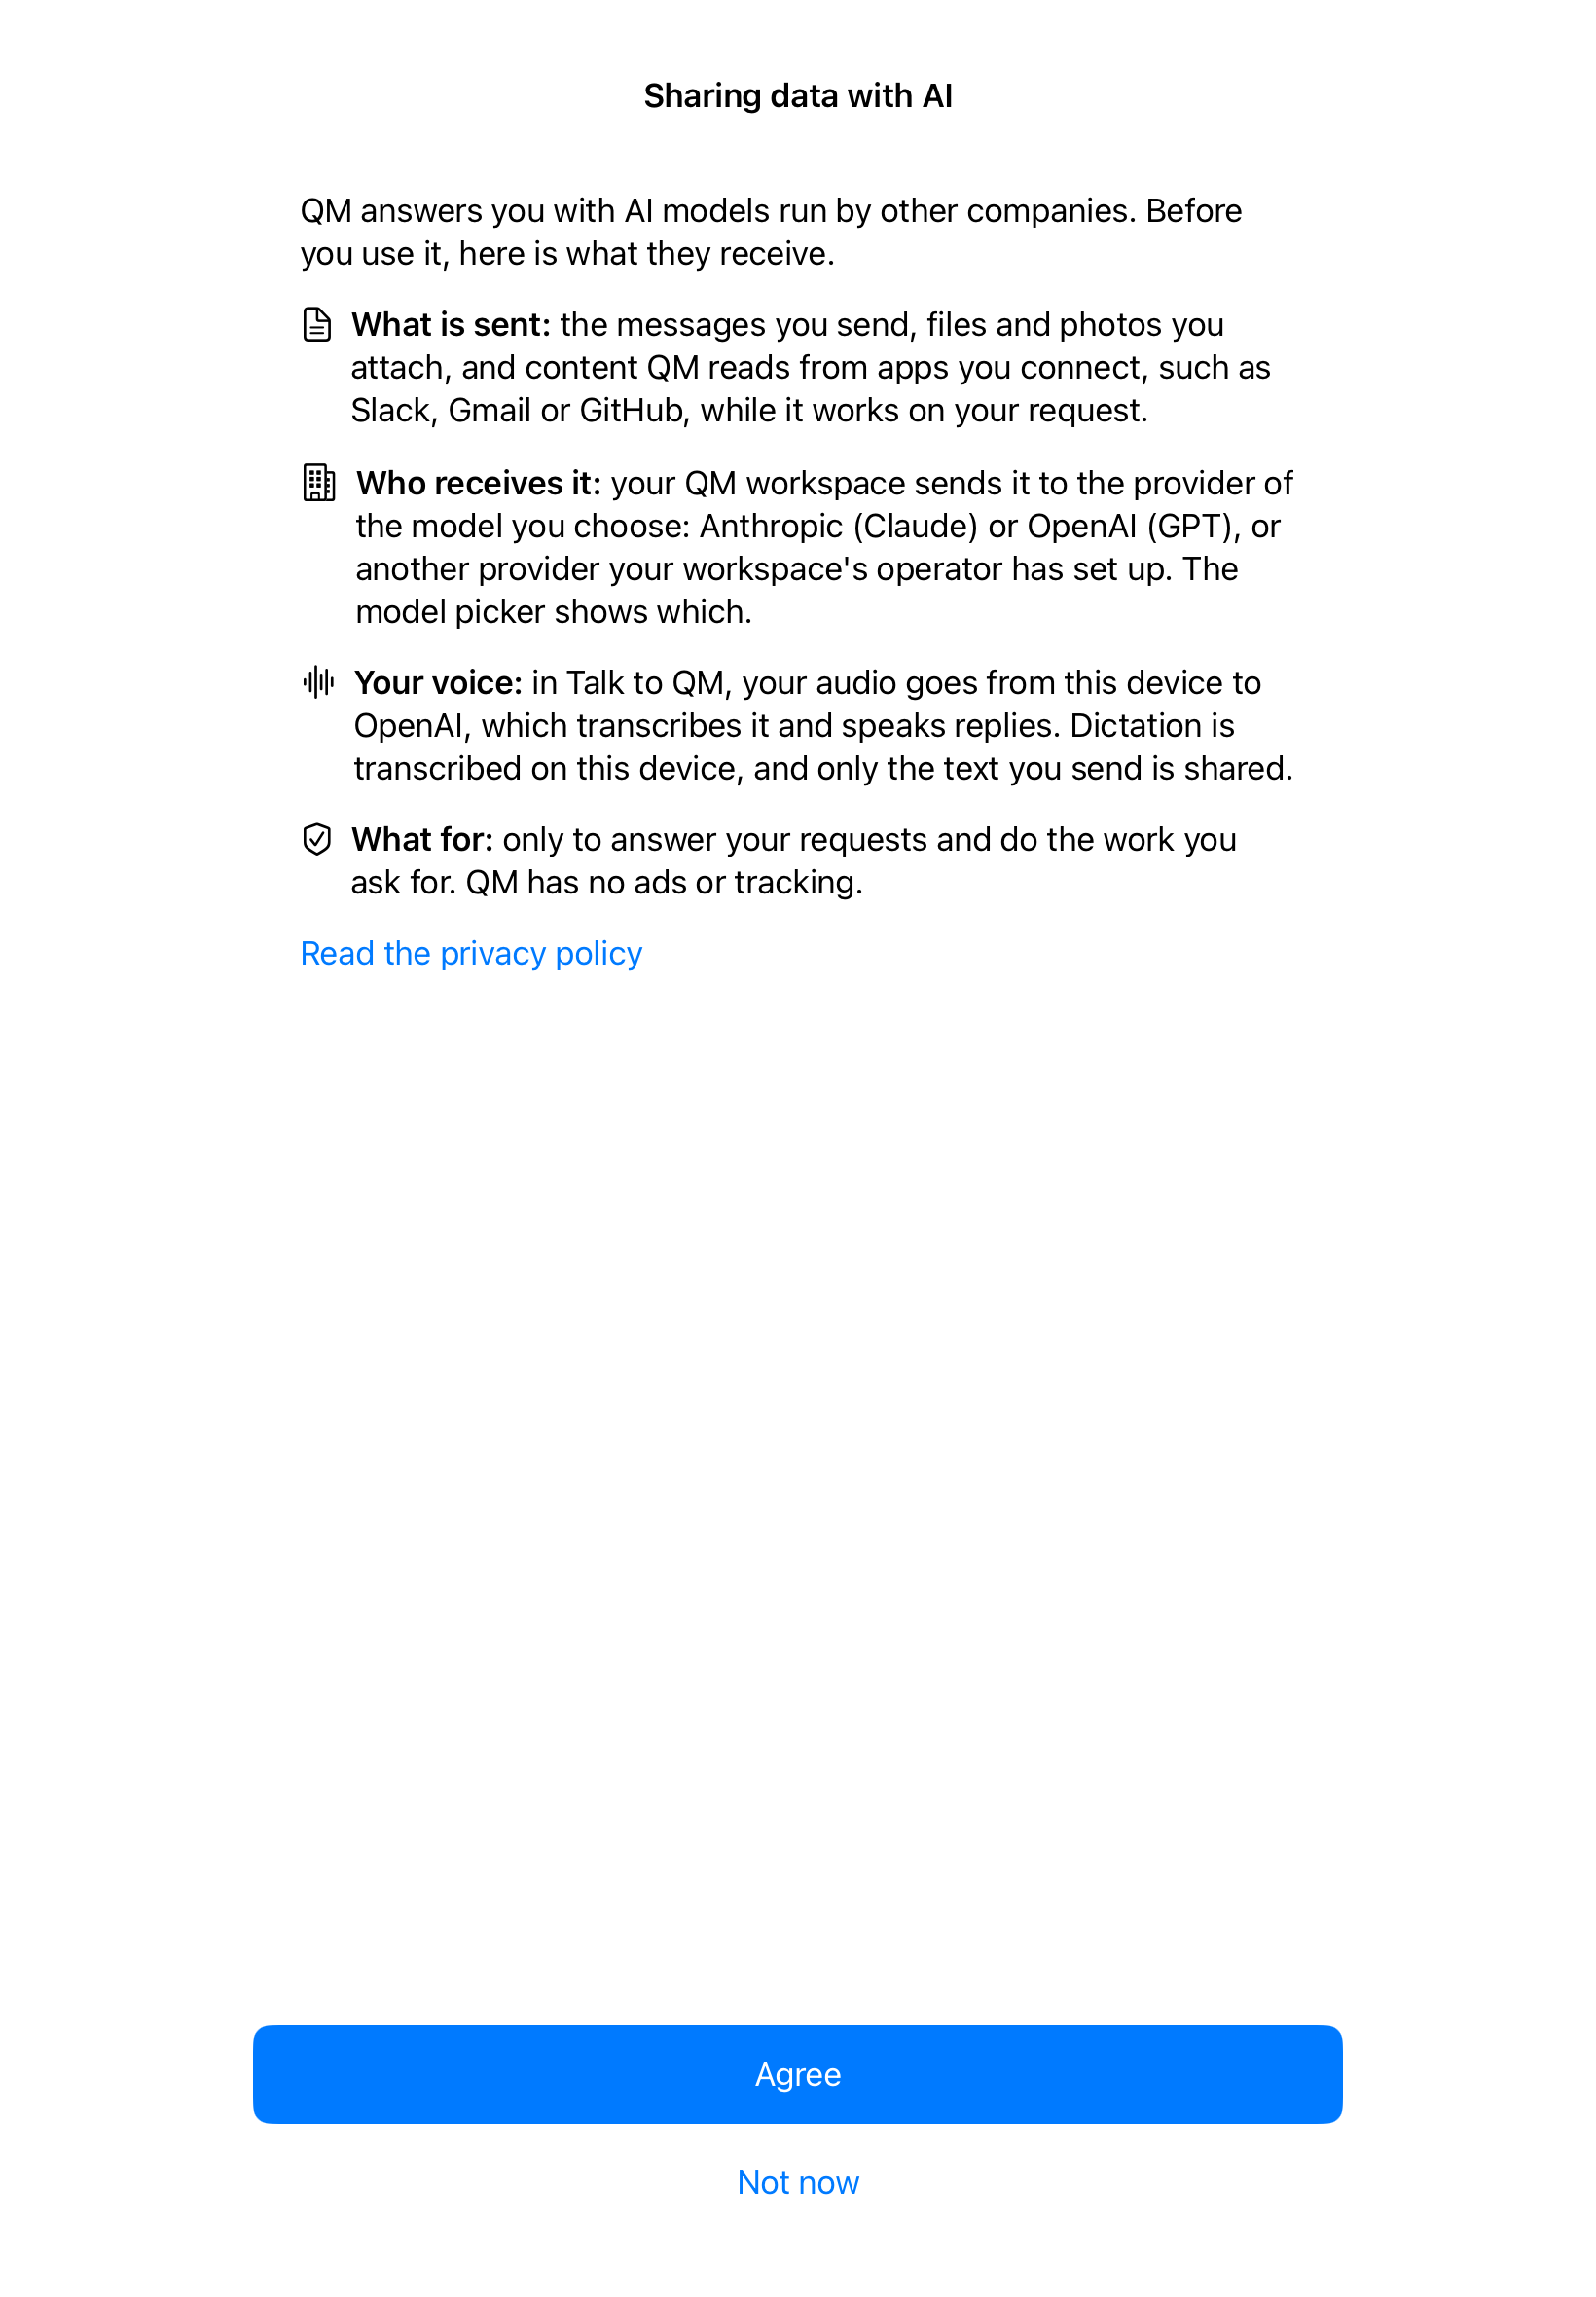 Sharing data with AI
QM answers you with AI models run by other companies. Before
you use it, here is what they receive.
What is sent: the messages you send, files and photos you
attach, and content QM reads from apps you connect, such as
Slack, Gmail or GitHub, while it works on your request.
Who receives it: your QM workspace sends it to the provider of
the model you choose: Anthropic (Claude) or OpenAI (GPT), or
another provider your workspace's operator has set up. The
model picker shows which.
Your voice: in Talk to QM, your audio goes from this device to
OpenAI, which transcribes it and speaks replies. Dictation is
transcribed on this device, and only the text you send is shared.
What for: only to answer your requests and do the work you
ask for. QM has no ads or tracking.
Read the privacy policy
Agree
Not now